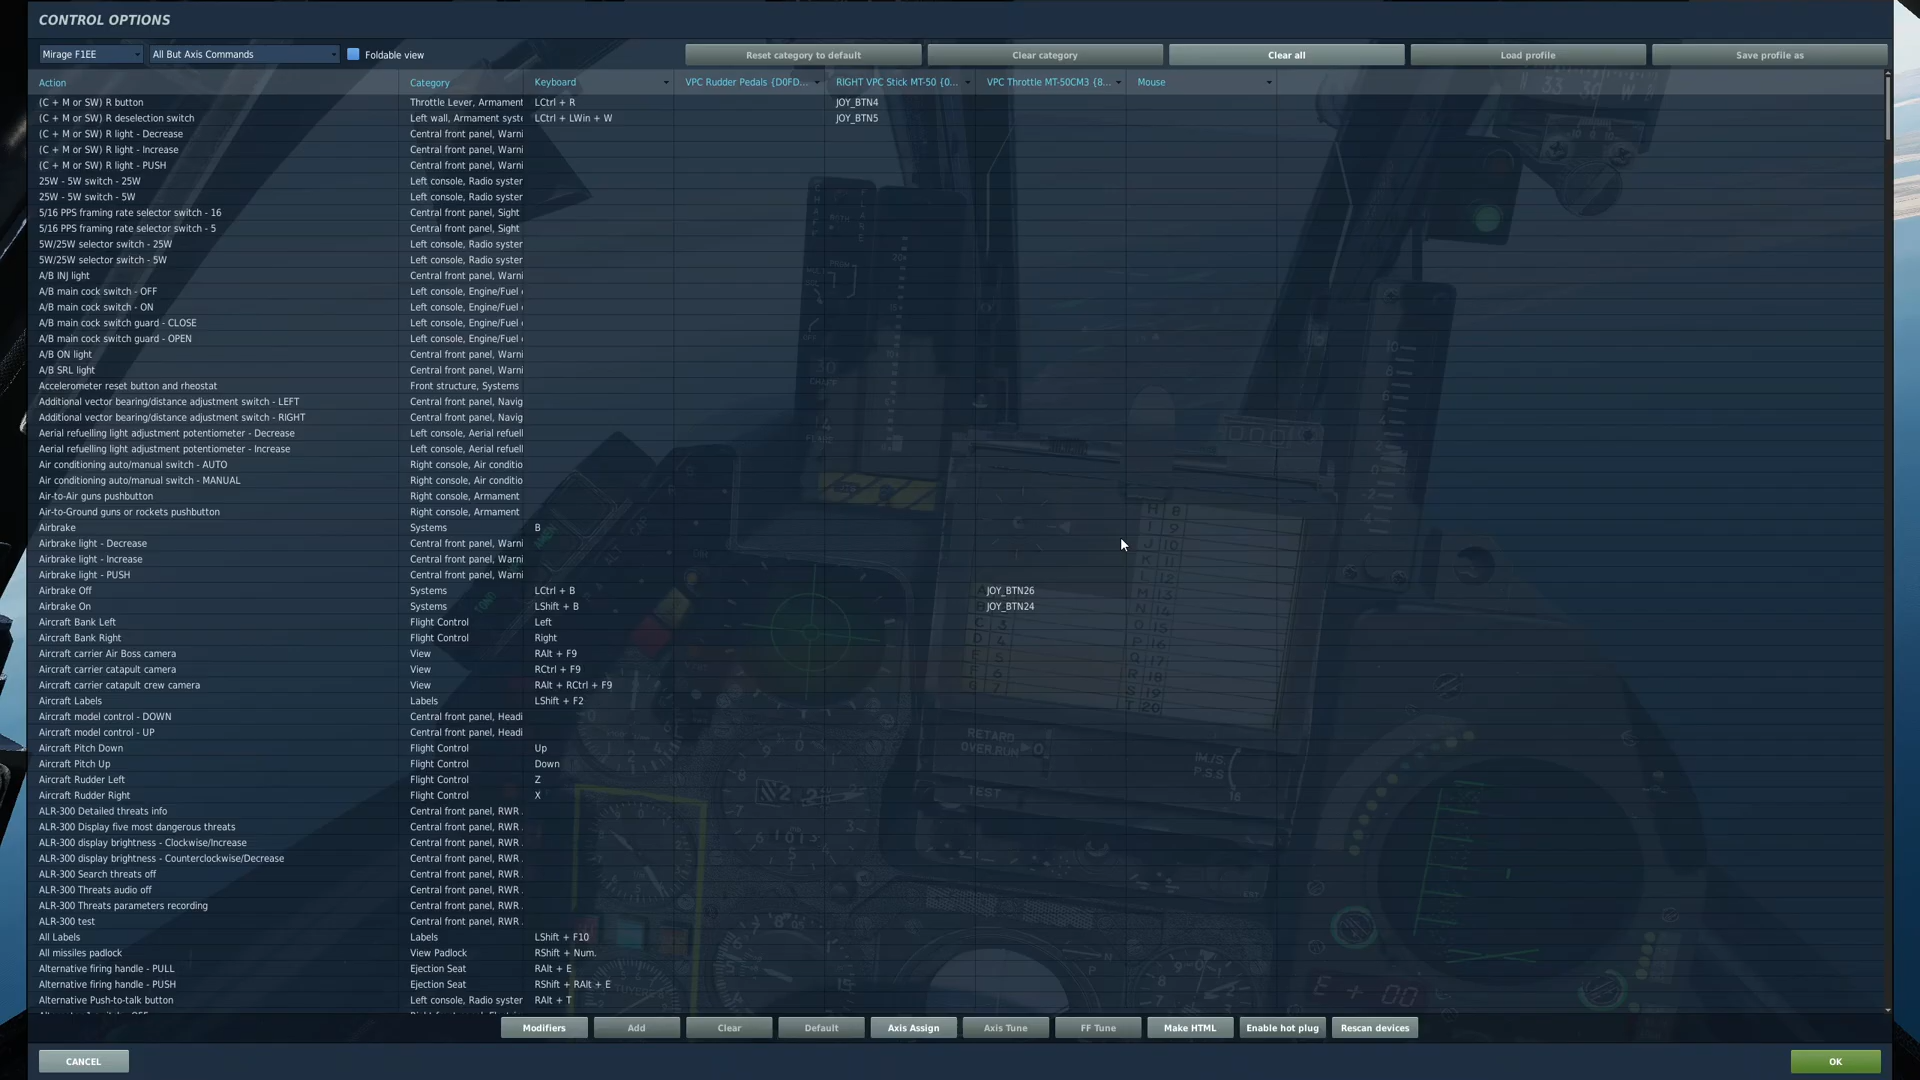 CONTROL OPTIONS
Mirage F1EE All But Axis Commands Foldable view Reset category to default Clear category Clear all Load profile Save profile as
Action Category Keyboard VPC Rudder Pedals {D0FD... RIGHT VPC Stick MT-50 {0... VPC Throttle MT-50CM3 {8... Mouse
(C + M or SW) R button Throttle Lever, Armament LCtrl + R JOY_BTN4
(C + M or SW) R deselection switch Left wall, Armament syste LCtrl + LWin + W JOY_BTN5
(C + M or SW) R light - Decrease Central front panel, Warni
(C + M or SW) R light - Increase Central front panel, Warni
(C + M or SW) R light - PUSH Central front panel, Warni
25W - 5W switch - 25W Left console, Radio syster
25W - 5W switch - 5W Left console, Radio syster
5/16 PPS framing rate selector switch - 16 Central front panel, Sight
5/16 PPS framing rate selector switch - 5 Central front panel, Sight
5W/25W selector switch - 25W Left console, Radio syster
5W/25W selector switch - 5W Left console, Radio syster
A/B INJ light Central front panel, Warni
A/B main cock switch - OFF Left console, Engine/Fuel
A/B main cock switch - ON Left console, Engine/Fuel
A/B main cock switch guard - CLOSE Left console, Engine/Fuel
A/B main cock switch guard - OPEN Left console, Engine/Fuel
A/B ON light Central front panel, Warni
A/B SRL light Central front panel, Warni
Accelerometer reset button and rheostat Front structure, Systems
Additional vector bearing/distance adjustment switch - LEFT Central front panel, Navig
Additional vector bearing/distance adjustment switch - RIGHT Central front panel, Navig
Aerial refuelling light adjustment potentiometer - Decrease Left console, Aerial refuell
Aerial refuelling light adjustment potentiometer - Increase Left console, Aerial refuell
Air conditioning auto/manual switch - AUTO Right console, Air conditio
Air conditioning auto/manual switch - MANUAL Right console, Air conditio
Air-to-Air guns pushbutton Right console, Armament
Air-to-Ground guns or rockets pushbutton Right console, Armament
Airbrake Systems B
Airbrake light - Decrease Central front panel, Warni
Airbrake light - Increase Central front panel, Warni
Airbrake light - PUSH Central front panel, Warni
Airbrake Off Systems LCtrl + B JOY_BTN26
Airbrake On Systems LShift + B JOY_BTN24
Aircraft Bank Left Flight Control Left
Aircraft Bank Right Flight Control Right
Aircraft carrier Air Boss camera View RAlt + F9
Aircraft carrier catapult camera View RCtrl + F9
Aircraft carrier catapult crew camera View RAlt + RCtrl + F9
Aircraft Labels Labels LShift + F2
Aircraft model control - DOWN Central front panel, Headi
Aircraft model control - UP Central front panel, Headi
Aircraft Pitch Down Flight Control Up
Aircraft Pitch Up Flight Control Down
Aircraft Rudder Left Flight Control Z
Aircraft Rudder Right Flight Control X
ALR-300 Detailed threats info Central front panel, RWR
ALR-300 Display five most dangerous threats Central front panel, RWR
ALR-300 display brightness - Clockwise/Increase Central front panel, RWR
ALR-300 display brightness - Counterclockwise/Decrease Central front panel, RWR
ALR-300 Search threats off Central front panel, RWR
ALR-300 Threats audio off Central front panel, RWR
ALR-300 Threats parameters recording Central front panel, RWR
ALR-300 test Central front panel, RWR
All Labels Labels LShift + F10
All missiles padlock View Padlock RShift + Num.
Alternative firing handle - PULL Ejection Seat RAlt + E
Alternative firing handle - PUSH Ejection Seat RShift + RAlt + E
Alternative Push-to-talk button Left console, Radio syster RAlt + T
Modifiers Add Clear Default Axis Assign Axis Tune FF Tune Make HTML Enable hot plug Rescan devices
CANCEL OK